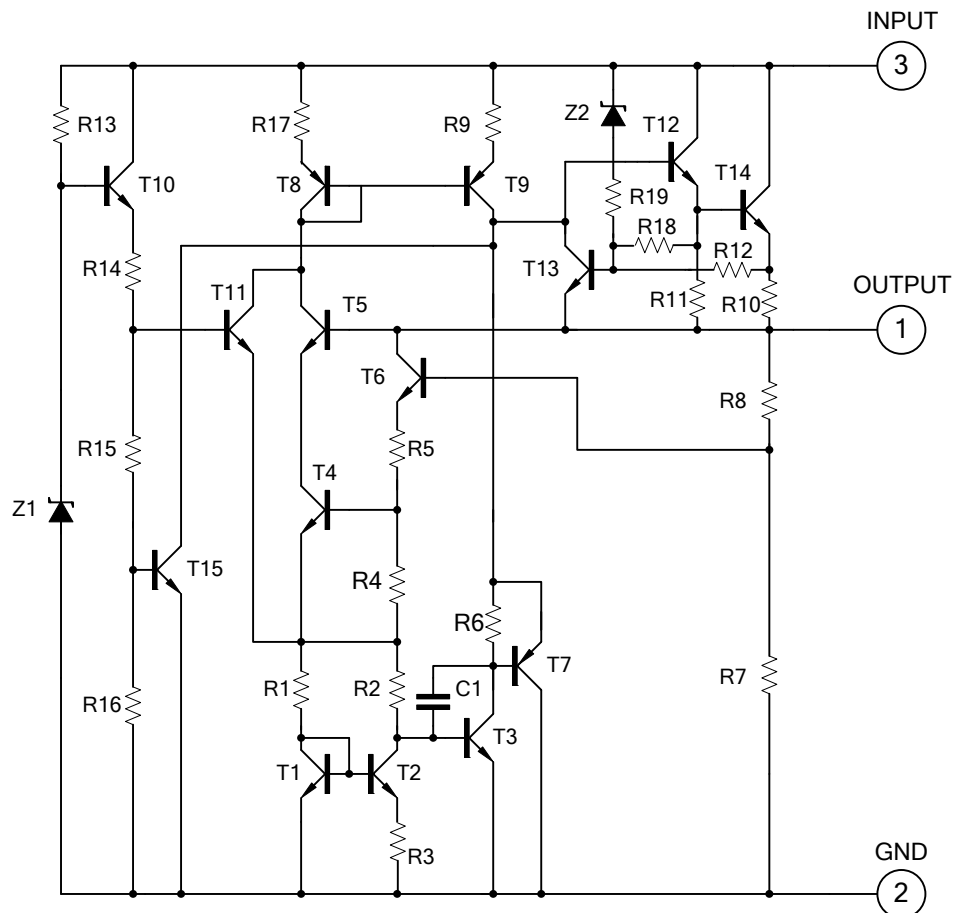 INPUT
3
R13
R17
R9
Z2
T12
T10
T8
T9
T14
R19
R18
R12
R14
T11
T5
T13
R11
R10
OUTPUT
1
T6
R8
R15
R5
T4
Z1
T15
R4
R6
T7
R1
R2
C1
R7
R16
T3
T1
T2
R3
GND
2